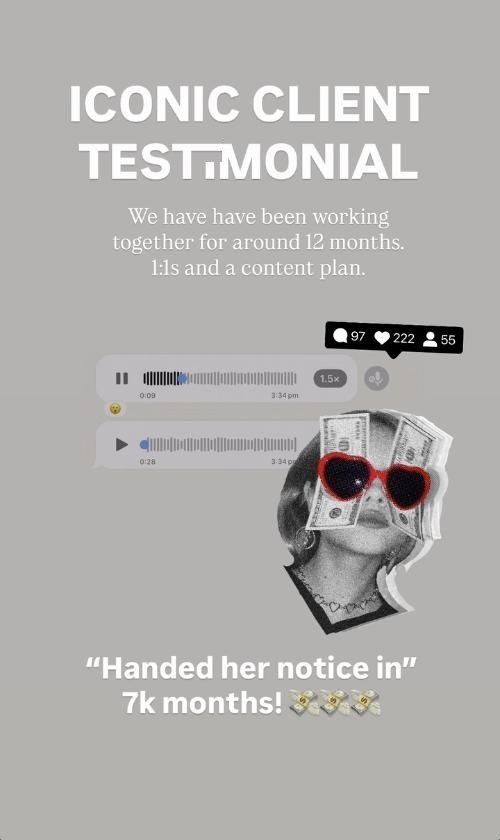 ICONIC CLIENT
TESTIMONIAL
We have have been working
together for around 12 months.
1:1s and a content plan.
97 222 55
1.5×
0:09 3:34 pm
0:28 3:34 pm
“Handed her notice in”
7k months! 💸💸💸